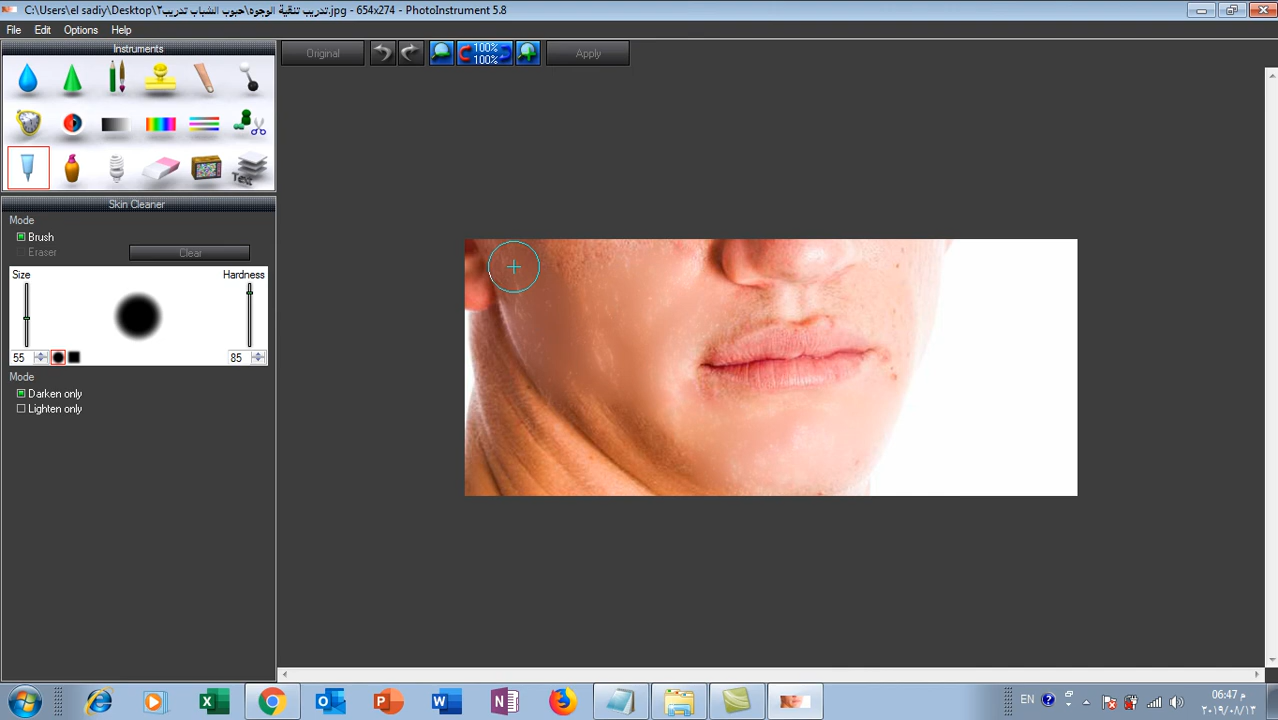 C:\Users\el sadiy\Desktop\تدريب تنقية الوجوه\حبوب الشباب تدريب٢.jpg - 654x274 - PhotoInstrument 5.8
File Edit Options Help
Instruments
Original
100%
100%
Apply
Text
Skin Cleaner
Mode
Brush
Eraser
Clear
Size
Hardness
55
85
Mode
Darken only
Lighten only
EN
م 06:47
٢٠١٩/٠٨/١٣